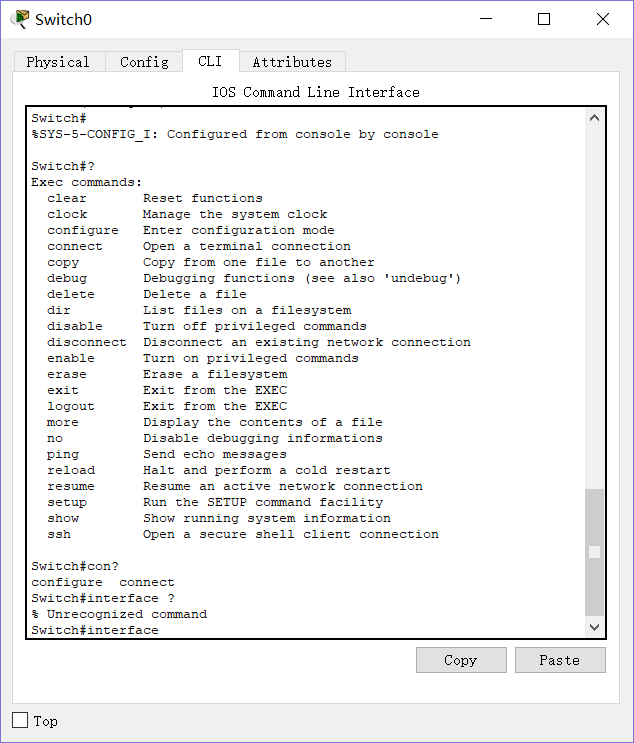 Switch0
Physical Config CLI Attributes
IOS Command Line Interface
Switch#
%SYS-5-CONFIG_I: Configured from console by console
Switch#?
Exec commands:
clear Reset functions
clock Manage the system clock
configure Enter configuration mode
connect Open a terminal connection
copy Copy from one file to another
debug Debugging functions (see also 'undebug')
delete Delete a file
dir List files on a filesystem
disable Turn off privileged commands
disconnect Disconnect an existing network connection
enable Turn on privileged commands
erase Erase a filesystem
exit Exit from the EXEC
logout Exit from the EXEC
more Display the contents of a file
no Disable debugging informations
ping Send echo messages
reload Halt and perform a cold restart
resume Resume an active network connection
setup Run the SETUP command facility
show Show running system information
ssh Open a secure shell client connection
Switch#con?
configure connect
Switch#interface ?
% Unrecognized command
Switch#interface
Copy Paste
Top